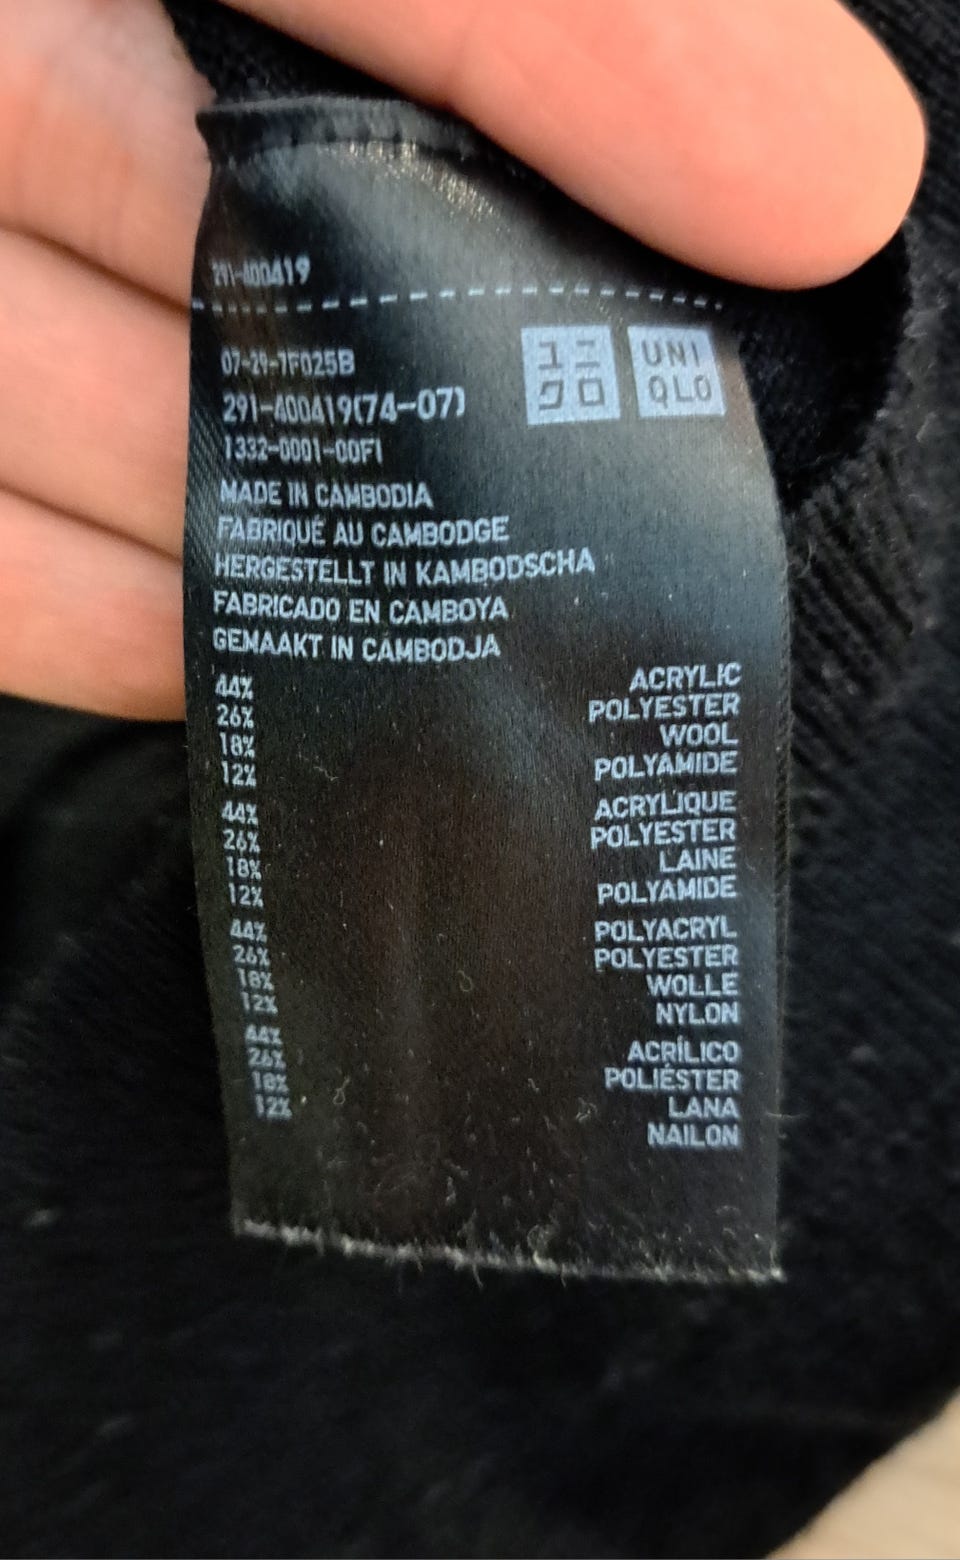 291-400419
07-29-7F025B
291-400419(74-07)
1332-0001-00F1
ユニ
クロ
UNI
QLO
MADE IN CAMBODIA
FABRIQUÉ AU CAMBODGE
HERGESTELLT IN KAMBODSCHA
FABRICADO EN CAMBOYA
GEMAAKT IN CAMBODJA
44% ACRYLIC
26% POLYESTER
18% WOOL
12% POLYAMIDE
44% ACRYLIQUE
26% POLYESTER
18% LAINE
12% POLYAMIDE
44% POLYACRYL
26% POLYESTER
18% WOLLE
12% NYLON
44% ACRÍLICO
26% POLIÉSTER
18% LANA
12% NAILON